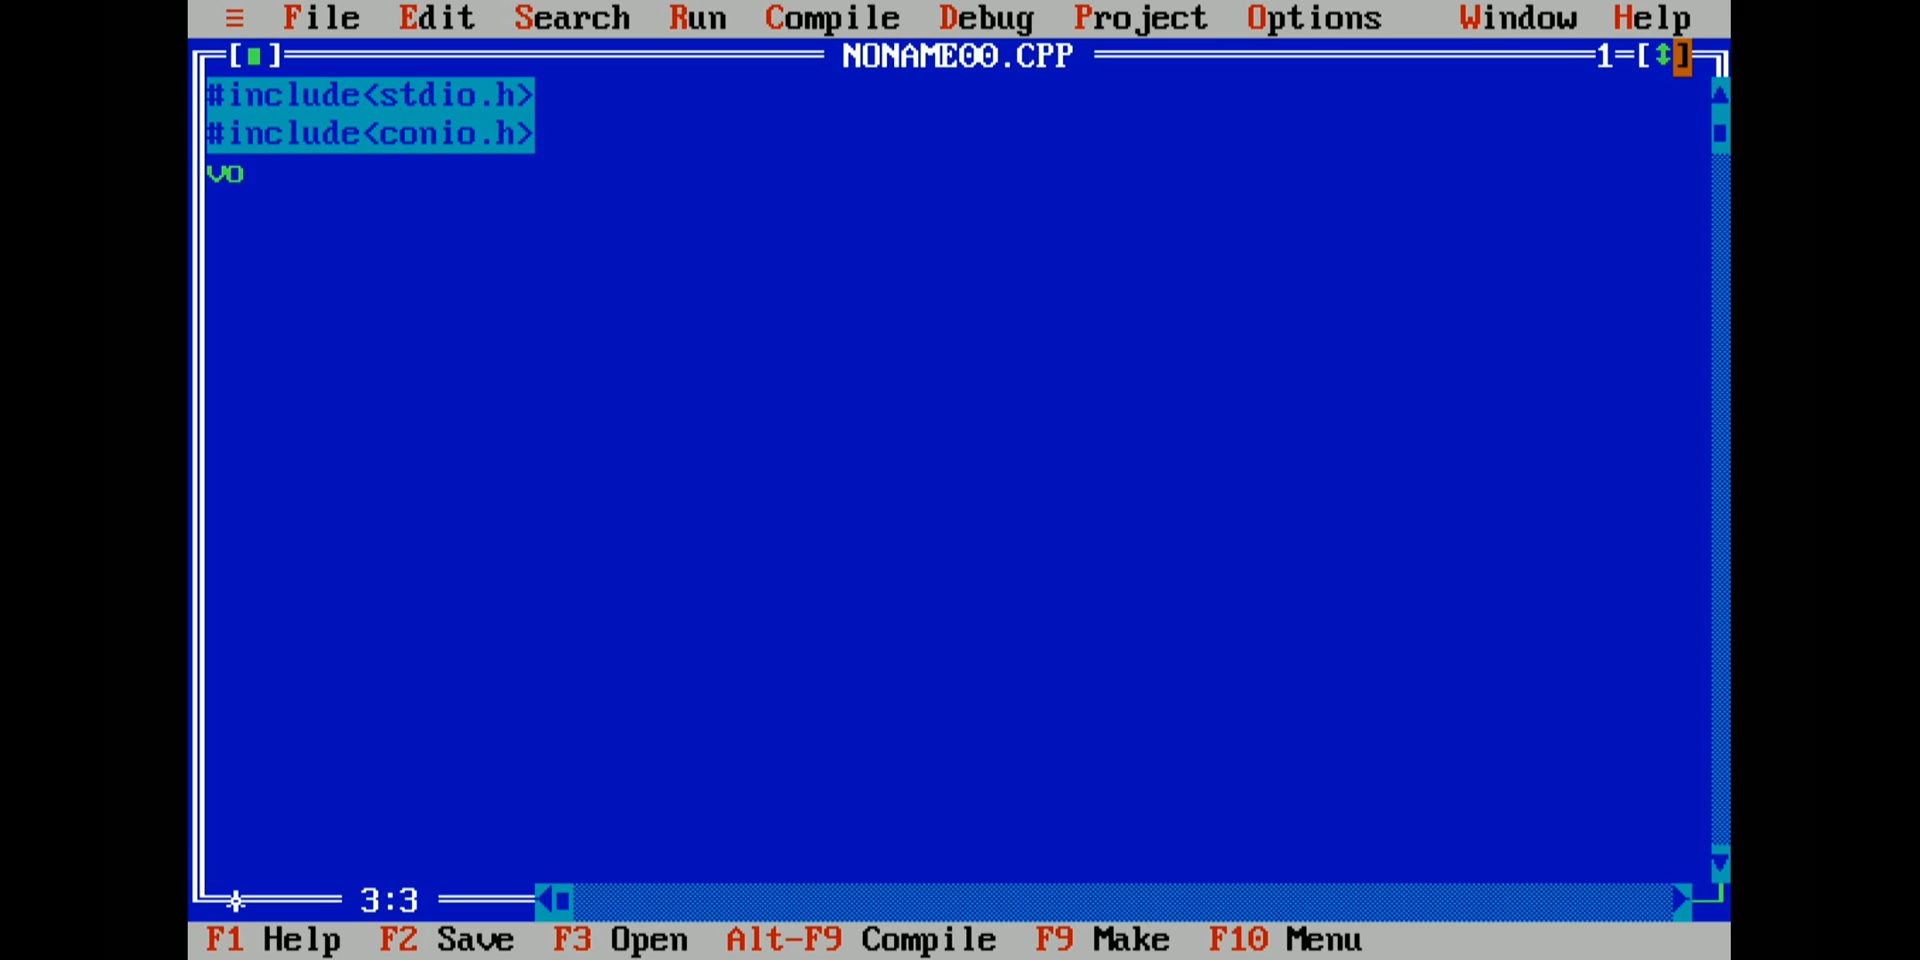 ≡ File Edit Search Run Compile Debug Project Options Window Help
[■] NONAME00.CPP 1=[↕]
#include<stdio.h>
#include<conio.h>
vo
3:3
F1 Help F2 Save F3 Open Alt-F9 Compile F9 Make F10 Menu